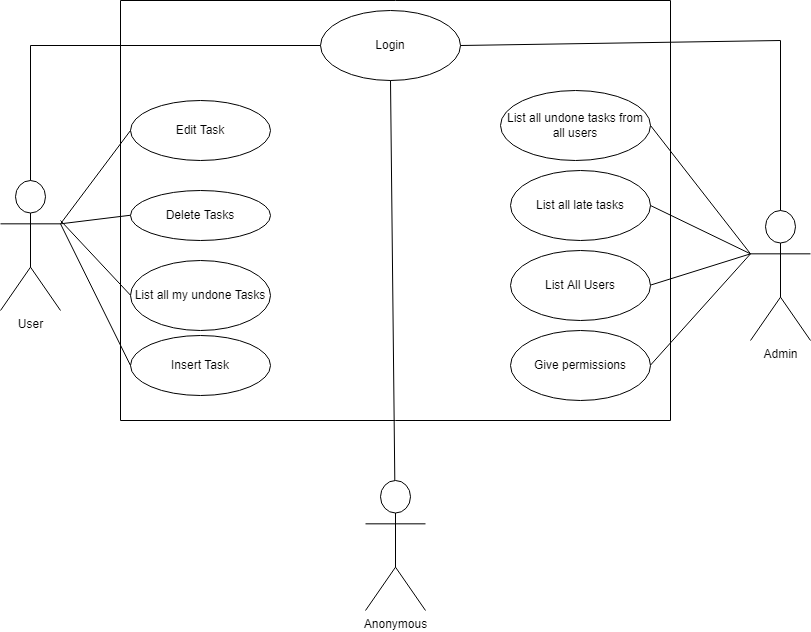 Login
Edit Task
List all undone tasks from
all users
Delete Tasks
List all late tasks
List all my undone Tasks
List All Users
Insert Task
Give permissions
User
Admin
Anonymous